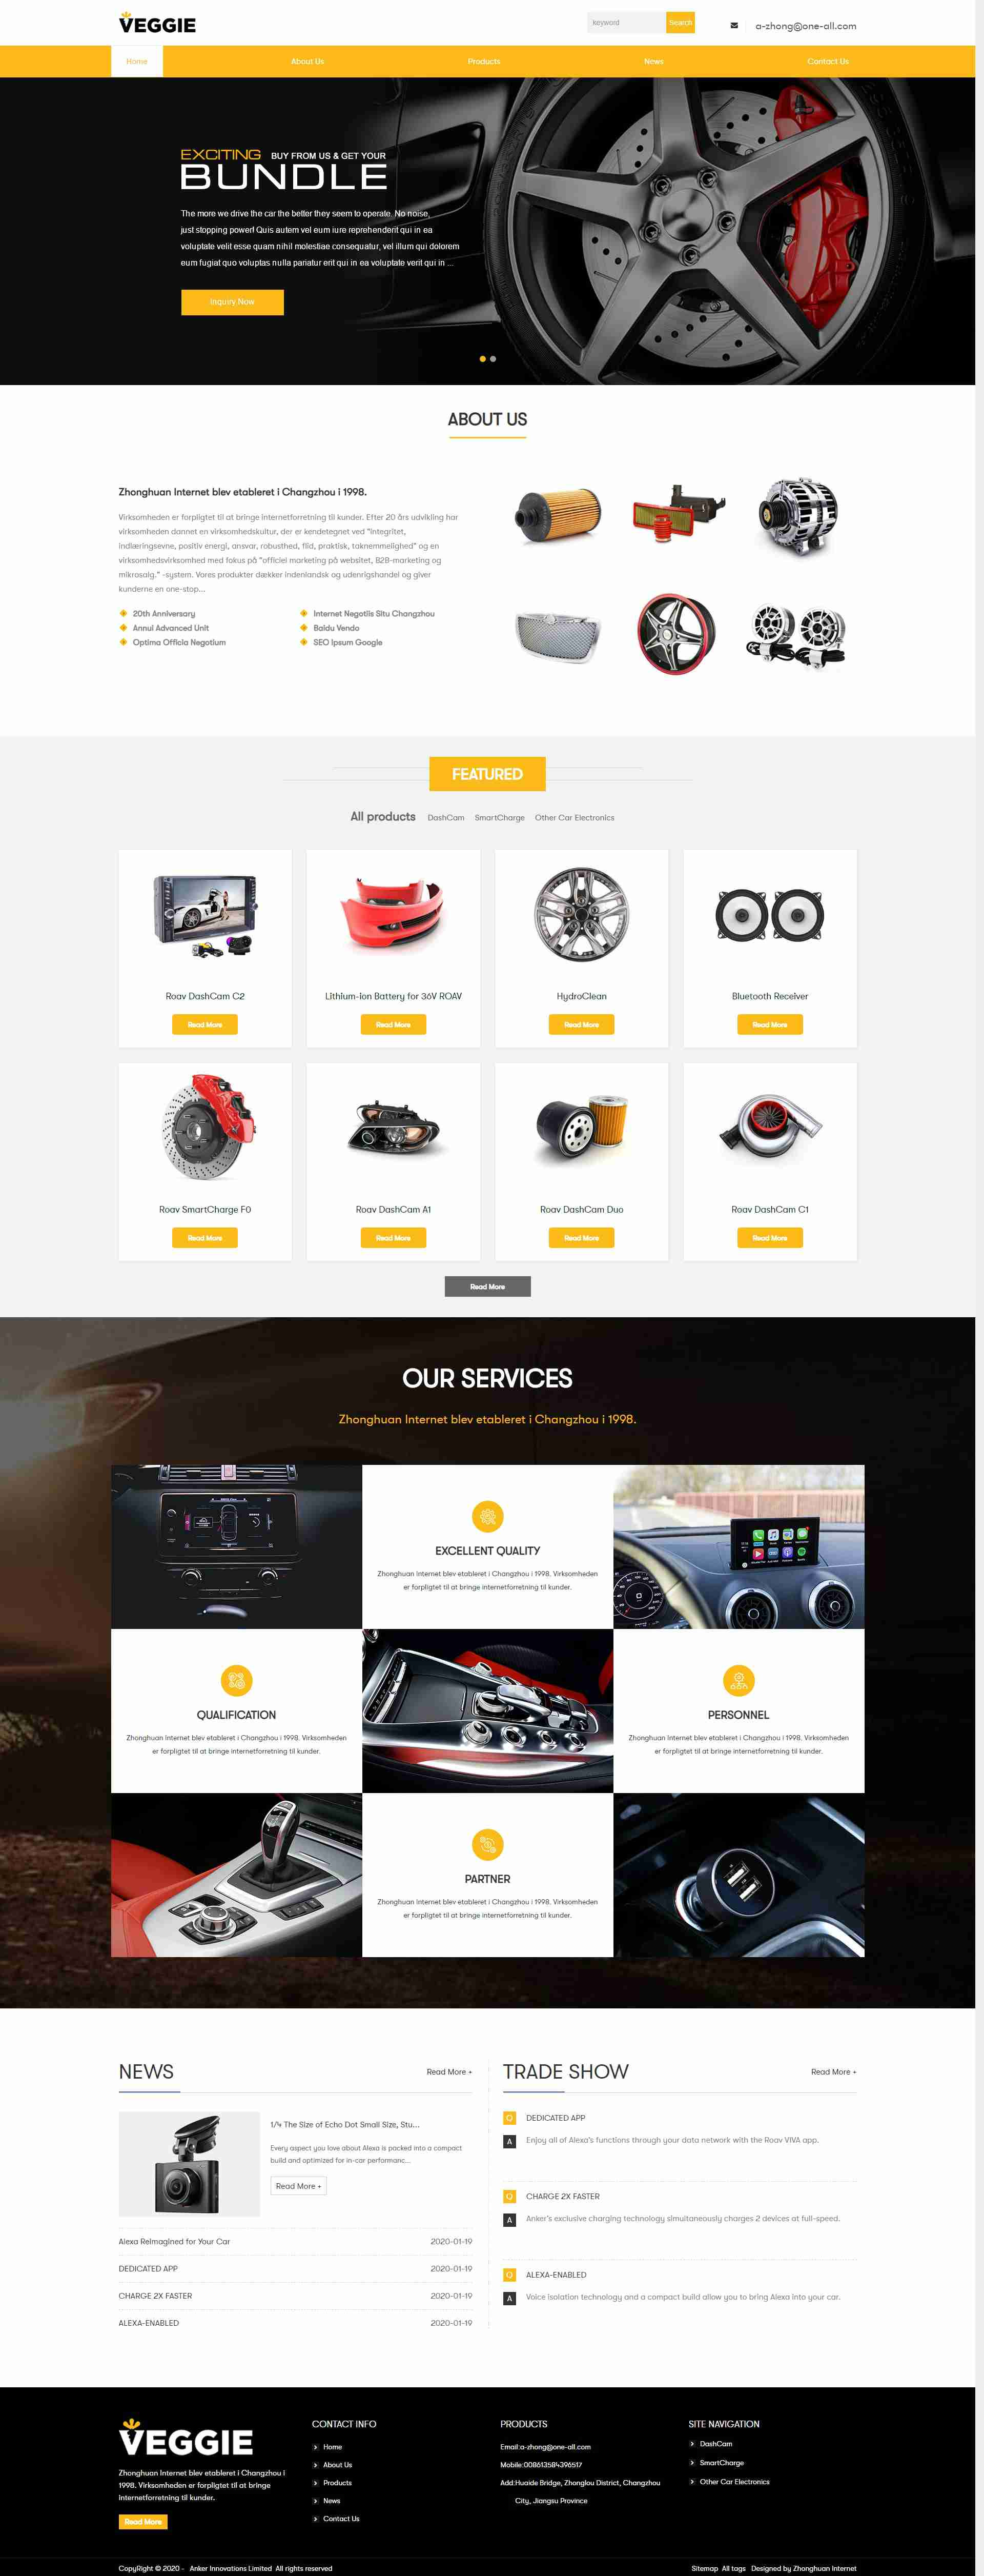 VEGGIE
keyword
Search
a-zhong@one-all.com
Home
About Us
Products
News
Contact Us
EXCITING BUY FROM US & GET YOUR
BUNDLE
The more we drive the car the better they seem to operate. No noise,
just stopping power! Quis autem vel eum iure reprehenderit qui in ea
voluptate velit esse quam nihil molestiae consequatur, vel illum qui dolorem
eum fugiat quo voluptas nulla pariatur erit qui in ea voluptate verit qui in ...
Inquiry Now
ABOUT US
Zhonghuan Internet blev etableret i Changzhou i 1998.
Virksomheden er forpligtet til at bringe internetforretning til kunder. Efter 20 års udvikling har
virksomheden dannet en virksomhedskultur, der er kendetegnet ved "integritet,
indlæringsevne, positiv energi, ansvar, robusthed, flid, praktisk, taknemmelighed" og en
virksomhedsvirksomhed med fokus på "officiel marketing på websitet, B2B-marketing og
mikrosalg." -system. Vores produkter dækker indenlandsk og udenrigshandel og giver
kunderne en one-stop...
20th Anniversary
Internet Negotiis Situ Changzhou
Annui Advanced Unit
Baidu Vendo
Optima Officia Negotium
SEO Ipsum Google
FEATURED
All products DashCam SmartCharge Other Car Electronics
Roav DashCam C2
Read More
Lithium-ion Battery for 36V ROAV
Read More
HydroClean
Read More
Bluetooth Receiver
Read More
Roav SmartCharge F0
Read More
Roav DashCam A1
Read More
Roav DashCam Duo
Read More
Roav DashCam C1
Read More
Read More
OUR SERVICES
Zhonghuan Internet blev etableret i Changzhou i 1998.
EXCELLENT QUALITY
Zhonghuan Internet blev etableret i Changzhou i 1998. Virksomheden
er forpligtet til at bringe internetforretning til kunder.
QUALIFICATION
Zhonghuan Internet blev etableret i Changzhou i 1998. Virksomheden
er forpligtet til at bringe internetforretning til kunder.
PERSONNEL
Zhonghuan Internet blev etableret i Changzhou i 1998. Virksomheden
er forpligtet til at bringe internetforretning til kunder.
PARTNER
Zhonghuan Internet blev etableret i Changzhou i 1998. Virksomheden
er forpligtet til at bringe internetforretning til kunder.
NEWS
Read More +
1/4 The Size of Echo Dot Small Size, Stu...
Every aspect you love about Alexa is packed into a compact
build and optimized for in-car performanc...
Read More +
Alexa Reimagined for Your Car 2020-01-19
DEDICATED APP 2020-01-19
CHARGE 2X FASTER 2020-01-19
ALEXA-ENABLED 2020-01-19
TRADE SHOW
Read More +
Q DEDICATED APP
A Enjoy all of Alexa's functions through your data network with the Roav VIVA app.
Q CHARGE 2X FASTER
A Anker's exclusive charging technology simultaneously charges 2 devices at full-speed.
Q ALEXA-ENABLED
A Voice isolation technology and a compact build allow you to bring Alexa into your car.
VEGGIE
Zhonghuan Internet blev etableret i Changzhou i
1998. Virksomheden er forpligtet til at bringe
internetforretning til kunder.
Read More
CONTACT INFO
Home
About Us
Products
News
Contact Us
PRODUCTS
Email:a-zhong@one-all.com
Mobile:008613584396517
Add:Huaide Bridge, Zhonglou District, Changzhou
City, Jiangsu Province
SITE NAVIGATION
DashCam
SmartCharge
Other Car Electronics
CopyRight © 2020 - Anker Innovations Limited All rights reserved
Sitemap All tags Designed by Zhonghuan Internet